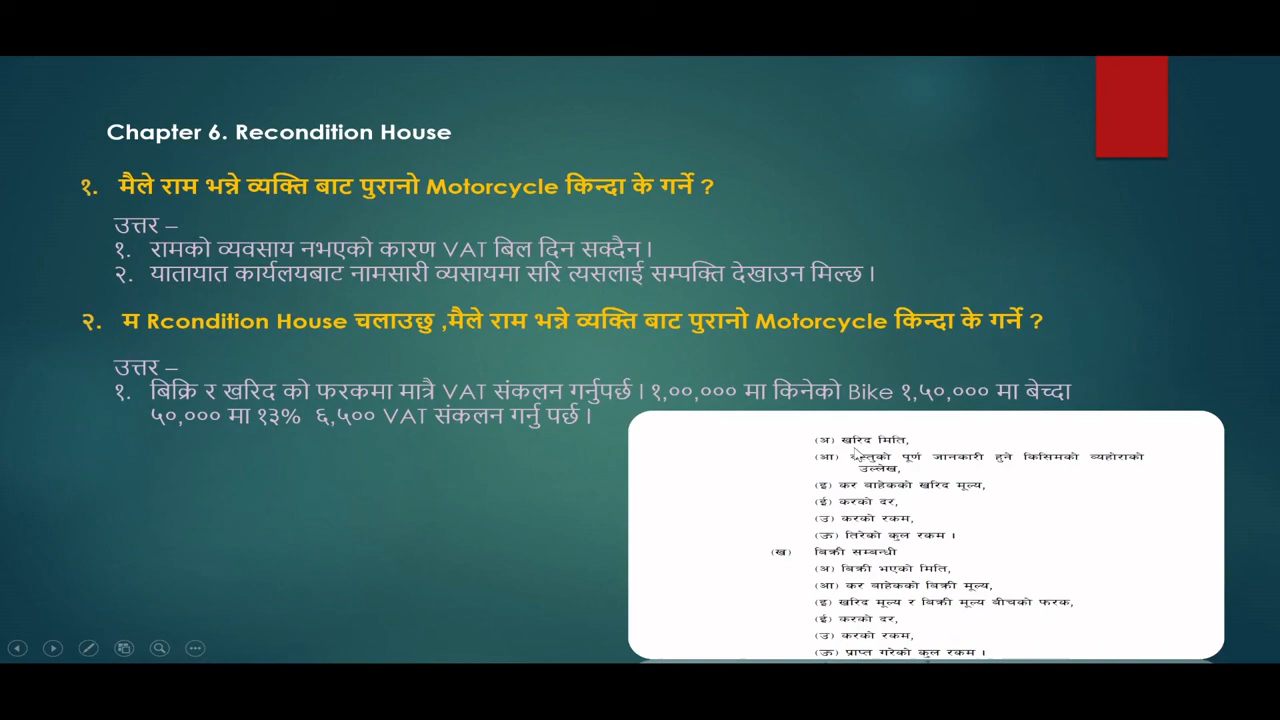 Chapter 6. Recondition House
१. मैले राम भन्ने व्यक्ति बाट पुरानो Motorcycle किन्दा के गर्ने ?
उत्तर –
१. रामको व्यवसाय नभएको कारण VAT बिल दिन सक्दैन ।
२. यातायात कार्यलयबाट नामसारी व्यसायमा सरि त्यसलाई सम्पक्ति देखाउन मिल्छ ।
२. म Rcondition House चलाउछु ,मैले राम भन्ने व्यक्ति बाट पुरानो Motorcycle किन्दा के गर्ने ?
उत्तर –
१. बिक्रि र खरिद को फरकमा मात्रै VAT संकलन गर्नुपर्छ । १,००,००० मा किनेको Bike १,५०,००० मा बेच्दा
५०,००० मा १३% ६,५०० VAT संकलन गर्नु पर्छ ।
(अ) खरिद मिति,
(आ) वस्तुको पूर्ण जानकारी हुने किसिमको व्यहोराको
उल्लेख,
(इ) कर बाहेकको खरिद मूल्य,
(ई) करको दर,
(उ) करको रकम,
(ऊ) तिरेको कुल रकम ।
(ख) बिक्री सम्बन्धी
(अ) बिक्री भएको मिति,
(आ) कर बाहेकको बिक्री मूल्य,
(इ) खरिद मूल्य र बिक्री मूल्य बीचको फरक,
(ई) करको दर,
(उ) करको रकम,
(ऊ) प्राप्त गरेको कुल रकम ।